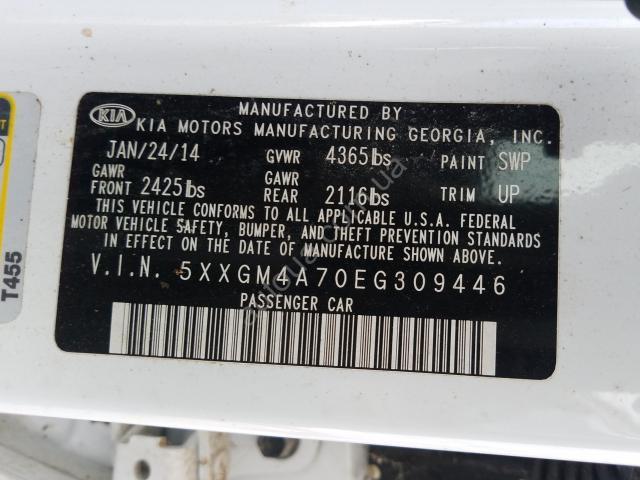 MANUFACTURED BY
KIA KIA MOTORS MANUFACTURING GEORGIA, INC.
JAN/24/14 GVWR 4365lbs PAINT SWP
GAWR GAWR
FRONT 2425lbs REAR 2116lbs TRIM UP
THIS VEHICLE CONFORMS TO ALL APPLICABLE U.S.A. FEDERAL
MOTOR VEHICLE SAFETY, BUMPER, AND THEFT PREVENTION STANDARDS
IN EFFECT ON THE DATE OF MANUFACTURE SHOWN ABOVE.
V.I.N. 5XXGM4A70EG309446
PASSENGER CAR
T455